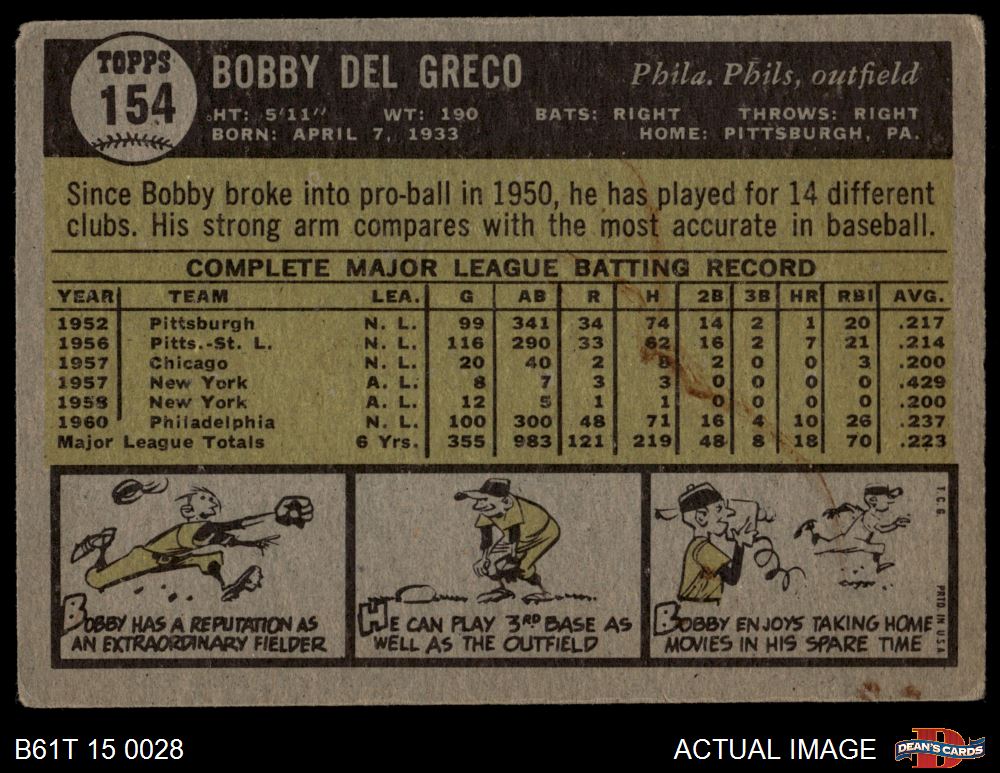 TOPPS
154
BOBBY DEL GRECO Phila. Phils, outfield
HT: 5'11" WT: 190 BATS: RIGHT THROWS: RIGHT
BORN: APRIL 7, 1933 HOME: PITTSBURGH, PA.
Since Bobby broke into pro-ball in 1950, he has played for 14 different
clubs. His strong arm compares with the most accurate in baseball.
COMPLETE MAJOR LEAGUE BATTING RECORD
YEAR TEAM LEA. G AB R H 2B 3B HR RBI AVG.
1952 Pittsburgh N. L. 99 341 34 74 14 2 1 20 .217
1956 Pitts.-St. L. N. L. 116 290 33 62 16 2 7 21 .214
1957 Chicago N. L. 20 40 2 8 2 0 0 3 .200
1957 New York A. L. 8 7 3 3 0 0 0 0 .429
1958 New York A. L. 12 5 1 1 0 0 0 0 .200
1960 Philadelphia N. L. 100 300 48 71 16 4 10 26 .237
Major League Totals 6 Yrs. 355 983 121 219 48 8 18 70 .223
BOBBY HAS A REPUTATION AS
AN EXTRAORDINARY FIELDER
HE CAN PLAY 3RD BASE AS
WELL AS THE OUTFIELD
BOBBY ENJOYS TAKING HOME
MOVIES IN HIS SPARE TIME
T. C. G. PRTD. IN U.S.A.
B61T 15 0028
ACTUAL IMAGE
DEAN'S CARDS